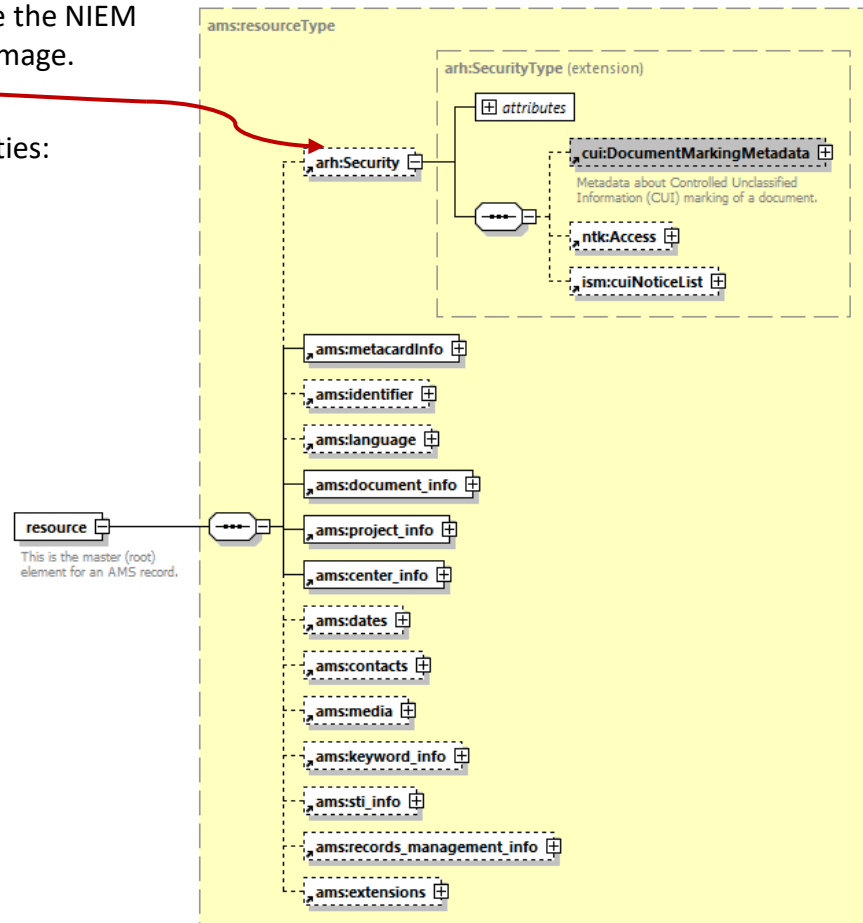 e the NIEM
mage.
ties:
ams:resourceType
arh:SecurityType (extension)
attributes
arh:Security
cui:DocumentMarkingMetadata
Metadata about Controlled Unclassified
Information (CUI) marking of a document.
ntk:Access
ism:cuiNoticeList
ams:metacardInfo
ams:identifier
ams:language
ams:document_info
resource
This is the master (root)
element for an AMS record.
ams:project_info
ams:center_info
ams:dates
ams:contacts
ams:media
ams:keyword_info
ams:sti_info
ams:records_management_info
ams:extensions